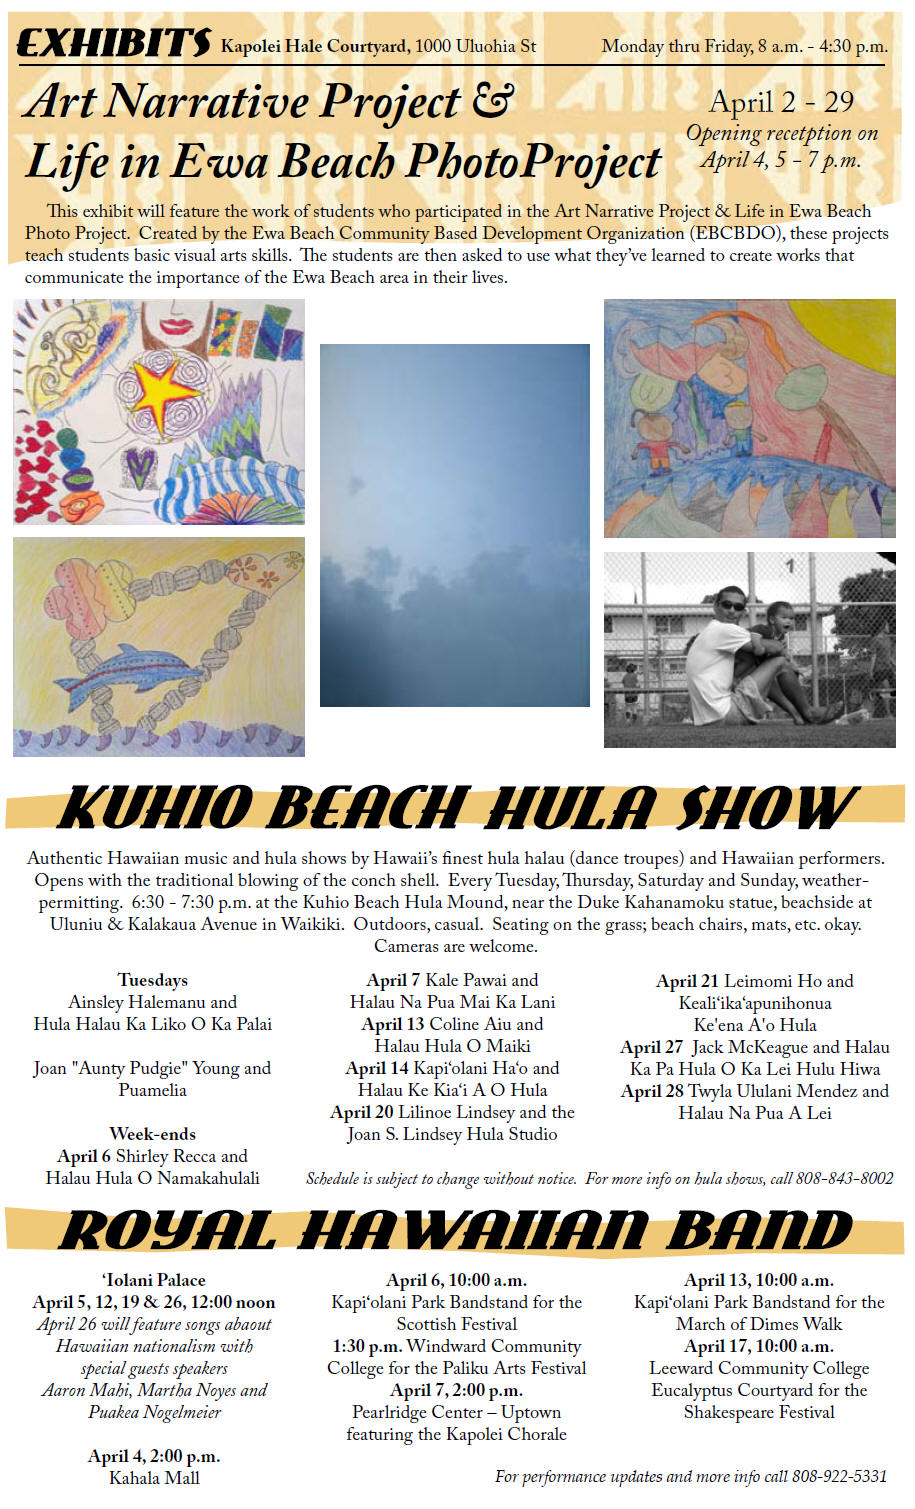 EXHIBITS Kapolei Hale Courtyard, 1000 Uluohia St Monday thru Friday, 8 a.m. - 4:30 p.m.
Art Narrative Project &
Life in Ewa Beach PhotoProject
April 2 - 29
Opening recetption on
April 4, 5 - 7 p.m.
This exhibit will feature the work of students who participated in the Art Narrative Project & Life in Ewa Beach
Photo Project. Created by the Ewa Beach Community Based Development Organization (EBCBDO), these projects
teach students basic visual arts skills. The students are then asked to use what they've learned to create works that
communicate the importance of the Ewa Beach area in their lives.
1
KUHIO BEACH HULA SHOW
Authentic Hawaiian music and hula shows by Hawaii's finest hula halau (dance troupes) and Hawaiian performers.
Opens with the traditional blowing of the conch shell. Every Tuesday, Thursday, Saturday and Sunday, weather-
permitting. 6:30 - 7:30 p.m. at the Kuhio Beach Hula Mound, near the Duke Kahanamoku statue, beachside at
Uluniu & Kalakaua Avenue in Waikiki. Outdoors, casual. Seating on the grass; beach chairs, mats, etc. okay.
Cameras are welcome.
Tuesdays
Ainsley Halemanu and
Hula Halau Ka Liko O Ka Palai
Joan "Aunty Pudgie" Young and
Puamelia
Week-ends
April 6 Shirley Recca and
Halau Hula O Namakahulali
April 7 Kale Pawai and
Halau Na Pua Mai Ka Lani
April 13 Coline Aiu and
Halau Hula O Maiki
April 14 Kapi‘olani Ha‘o and
Halau Ke Kia‘i A O Hula
April 20 Lilinoe Lindsey and the
Joan S. Lindsey Hula Studio
April 21 Leimomi Ho and
Keali‘ika‘apunihonua
Ke'ena A'o Hula
April 27 Jack McKeague and Halau
Ka Pa Hula O Ka Lei Hulu Hiwa
April 28 Twyla Ululani Mendez and
Halau Na Pua A Lei
Schedule is subject to change without notice. For more info on hula shows, call 808-843-8002
ROYAL HAWAIIAN BAND
‘Iolani Palace
April 5, 12, 19 & 26, 12:00 noon
April 26 will feature songs abaout
Hawaiian nationalism with
special guests speakers
Aaron Mahi, Martha Noyes and
Puakea Nogelmeier
April 4, 2:00 p.m.
Kahala Mall
April 6, 10:00 a.m.
Kapi‘olani Park Bandstand for the
Scottish Festival
1:30 p.m. Windward Community
College for the Paliku Arts Festival
April 7, 2:00 p.m.
Pearlridge Center – Uptown
featuring the Kapolei Chorale
April 13, 10:00 a.m.
Kapi‘olani Park Bandstand for the
March of Dimes Walk
April 17, 10:00 a.m.
Leeward Community College
Eucalyptus Courtyard for the
Shakespeare Festival
For performance updates and more info call 808-922-5331